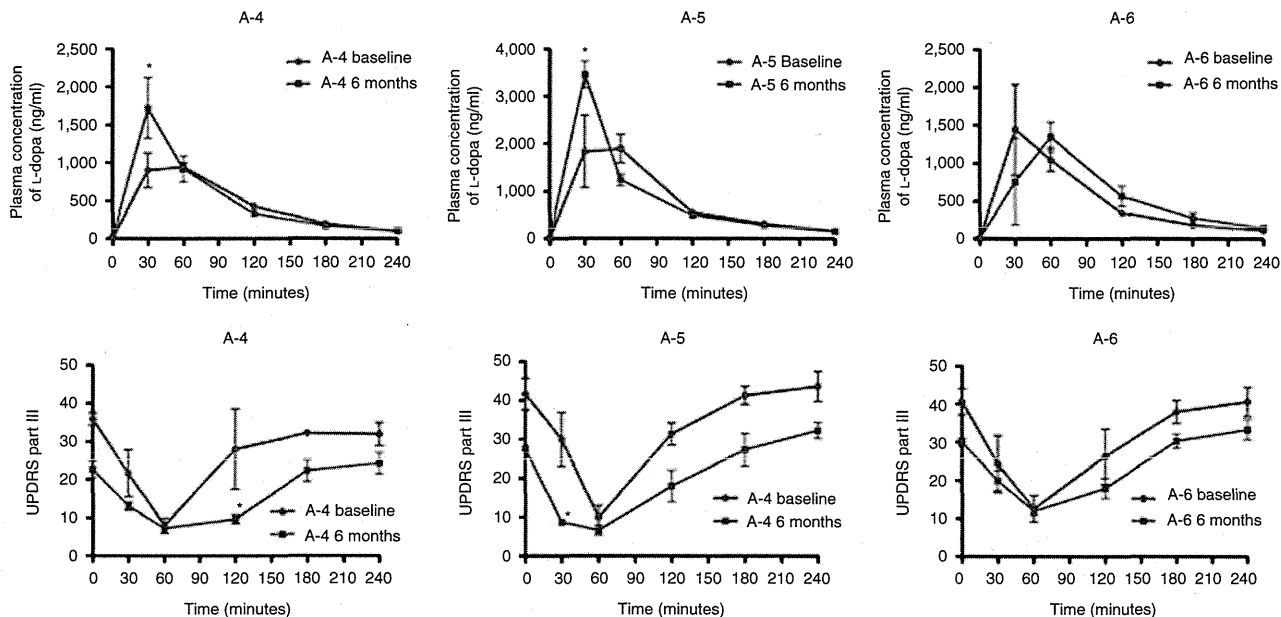 A-4
Plasma concentration
of L-dopa (ng/ml)
2,500
2,000
1,500
1,000
500
0
*
A-4 baseline
A-4 6 months
0 30 60 90 120 150 180 210 240
Time (minutes)
A-5
Plasma concentration
of L-dopa (ng/ml)
4,000
3,000
2,000
1,000
0
*
A-5 Baseline
A-5 6 months
0 30 60 90 120 150 180 210 240
Time (minutes)
A-6
Plasma concentration
of L-dopa (ng/ml)
2,500
2,000
1,500
1,000
500
0
A-6 baseline
A-6 6 months
0 30 60 90 120 150 180 210 240
Time (minutes)
A-4
UPDRS part III
50
40
30
20
10
0
*
A-4 baseline
A-4 6 months
0 30 60 90 120 150 180 210 240
Time (minutes)
A-5
UPDRS part III
50
40
30
20
10
0
*
A-4 baseline
A-4 6 months
0 30 60 90 120 150 180 210 240
Time (minutes)
A-6
UPDRS part III
50
40
30
20
10
0
A-6 baseline
A-6 6 months
0 30 60 90 120 150 180 210 240
Time (minutes)